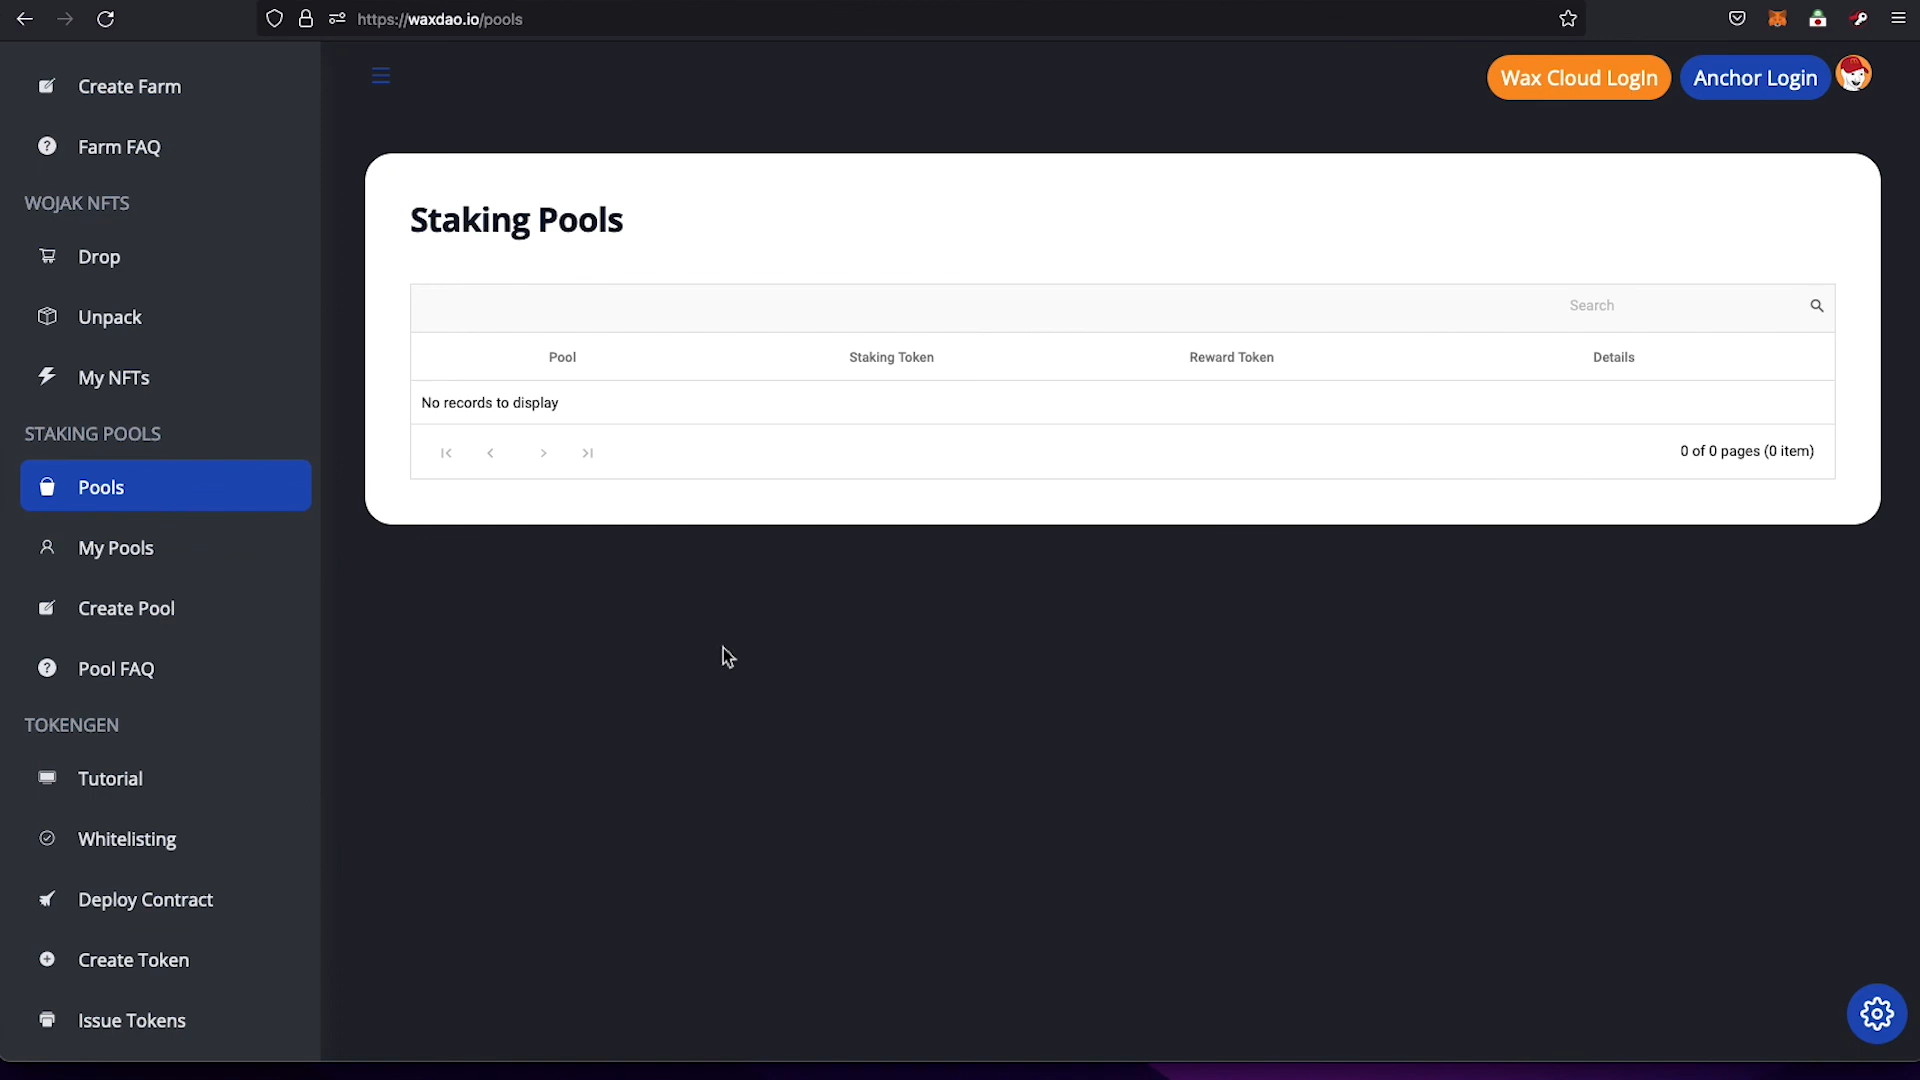 https://waxdao.io/pools
Create Farm
Farm FAQ
WOJAK NFTS
Drop
Unpack
My NFTs
STAKING POOLS
Pools
My Pools
Create Pool
Pool FAQ
TOKENGEN
Tutorial
Whitelisting
Deploy Contract
Create Token
Issue Tokens
Wax Cloud LogIn
Anchor Login
Staking Pools
Search
Pool Staking Token Reward Token Details
No records to display
0 of 0 pages (0 item)